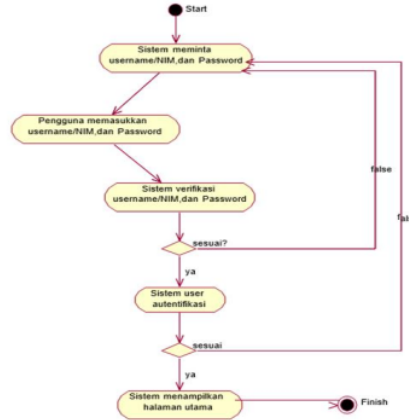 Start
Sistem meminta
username/NIM,dan Password
Pengguna memasukkan
username/NIM,dan Password
Sistem verifikasi
username/NIM,dan Password
false
sesuai?
ya
Sistem user
autentifikasi
sesuai
ya
Sistem menampilkan
halaman utama
Finish